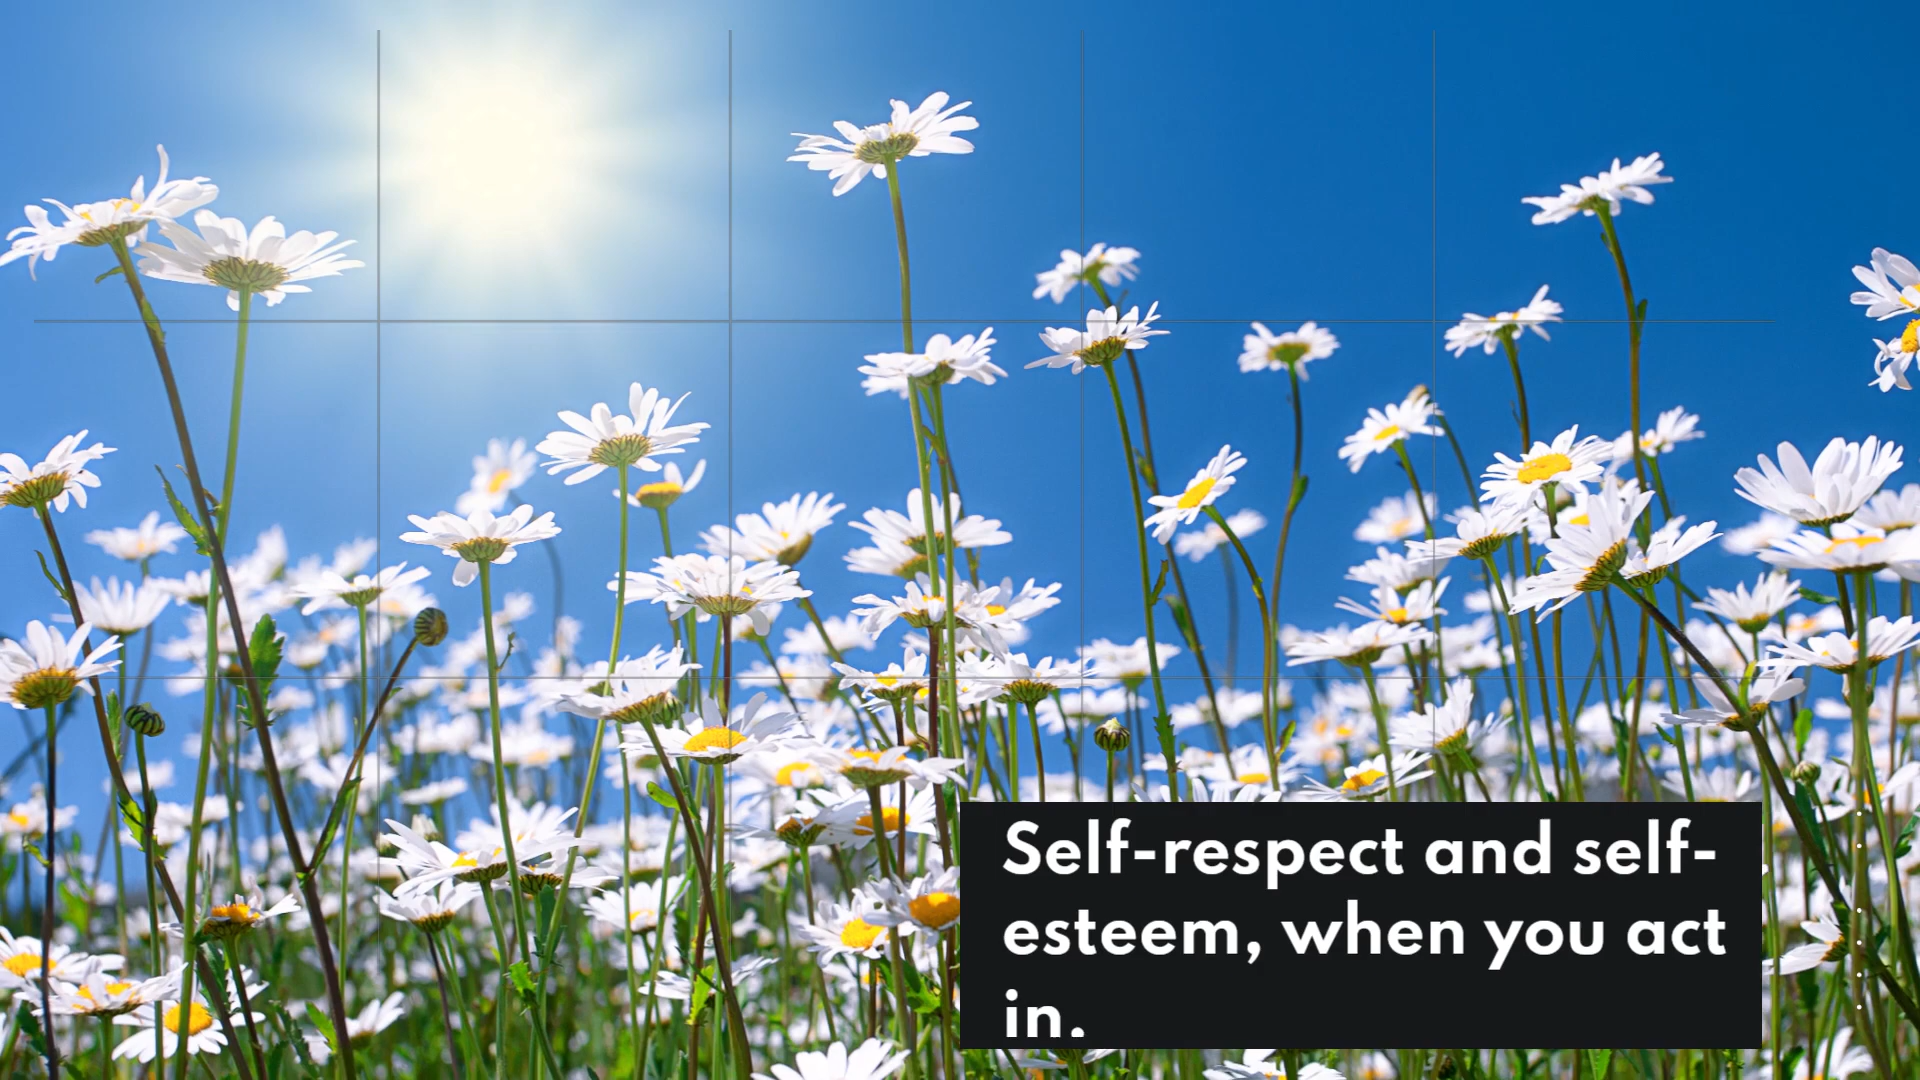 Self-respect and self-
esteem, when you act
in.